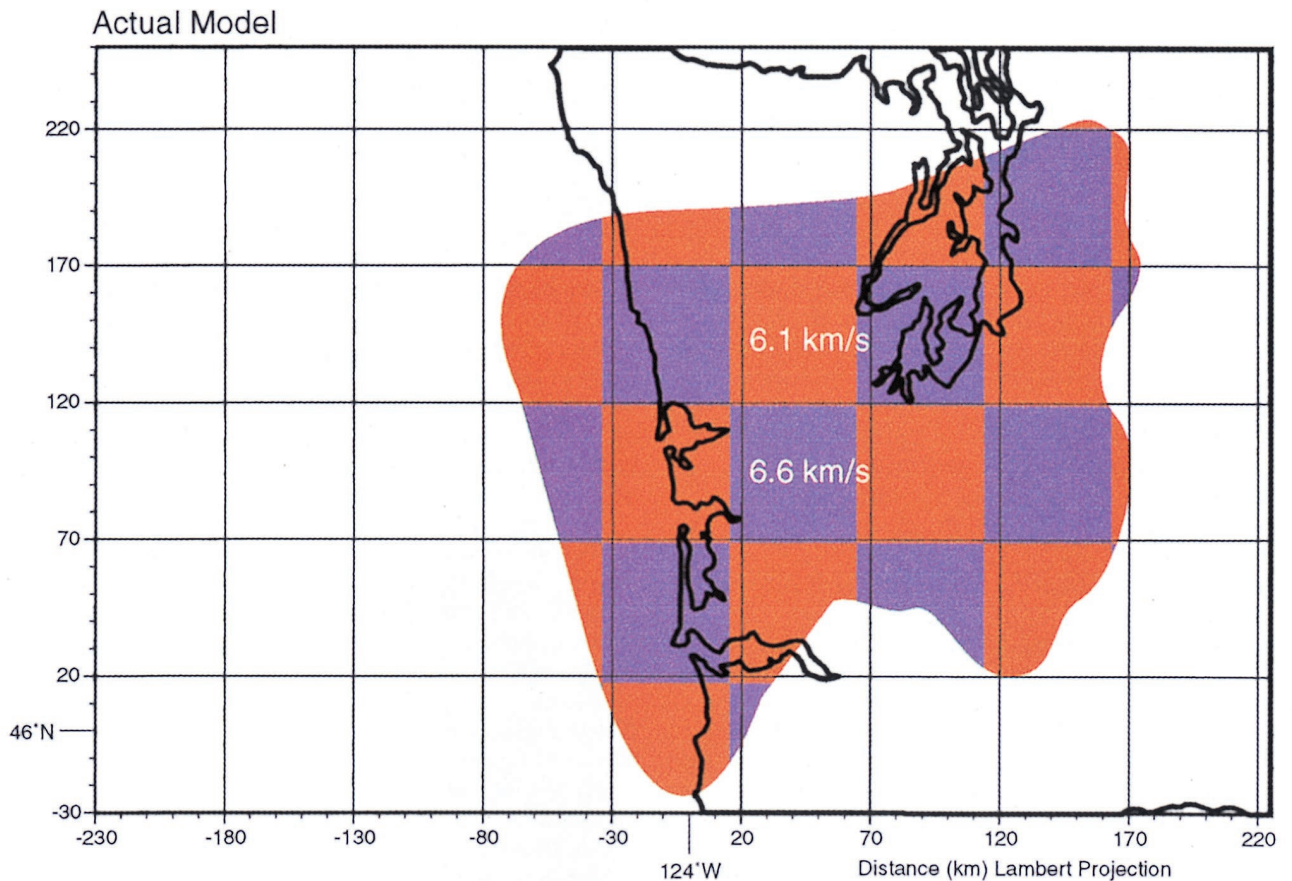 Actual Model
220
170
6.1 km/s
120
6.6 km/s
70
20
46°N
-30
-230 -180 -130 -80 -30 20 70 120 170 220
124°W
Distance (km) Lambert Projection